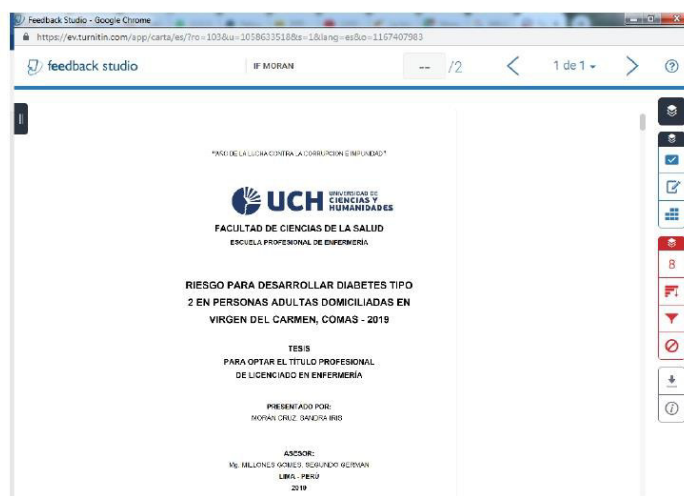 Feedback Studio - Google Chrome
https://ev.turnitin.com/app/carta/es/?ro=103&u=1058633518&s=1&lang=es&o=1167407983
feedback studio
IF MORAN
-- /2
1 de 1
"AÑO DE LA LUCHA CONTRA LA CORRUPCION E IMPUNIDAD"
UCH UNIVERSIDAD DE
CIENCIAS Y
HUMANIDADES
FACULTAD DE CIENCIAS DE LA SALUD
ESCUELA PROFESIONAL DE ENFERMERÍA
RIESGO PARA DESARROLLAR DIABETES TIPO
2 EN PERSONAS ADULTAS DOMICILIADAS EN
VIRGEN DEL CARMEN, COMAS - 2019
TESIS
PARA OPTAR EL TÍTULO PROFESIONAL
DE LICENCIADO EN ENFERMERÍA
PRESENTADO POR:
MORÁN CRUZ, SANDRA IRIS
ASESOR:
Mg. MILLONES GOMES, SEGUNDO GERMAN
LIMA - PERÚ
2019
8